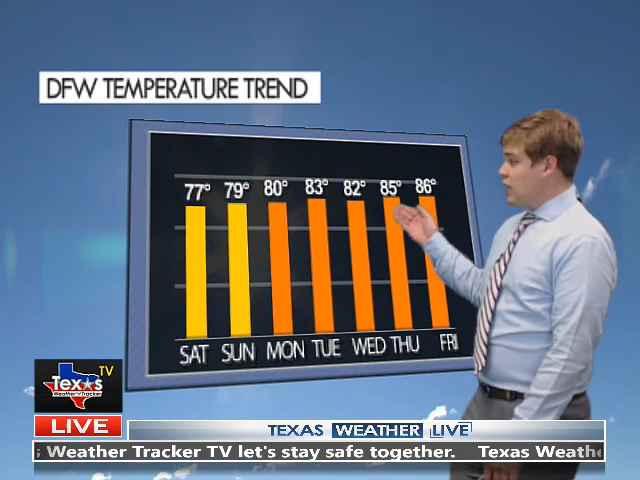 DFW TEMPERATURE TREND
77° 79° 80° 83° 82° 85° 86°
SAT SUN MON TUE WED THU FRI
TV
Texas
Weather Tracker
LIVE
TEXAS WEATHER LIVE
s Weather Tracker TV let's stay safe together. Texas Weathe